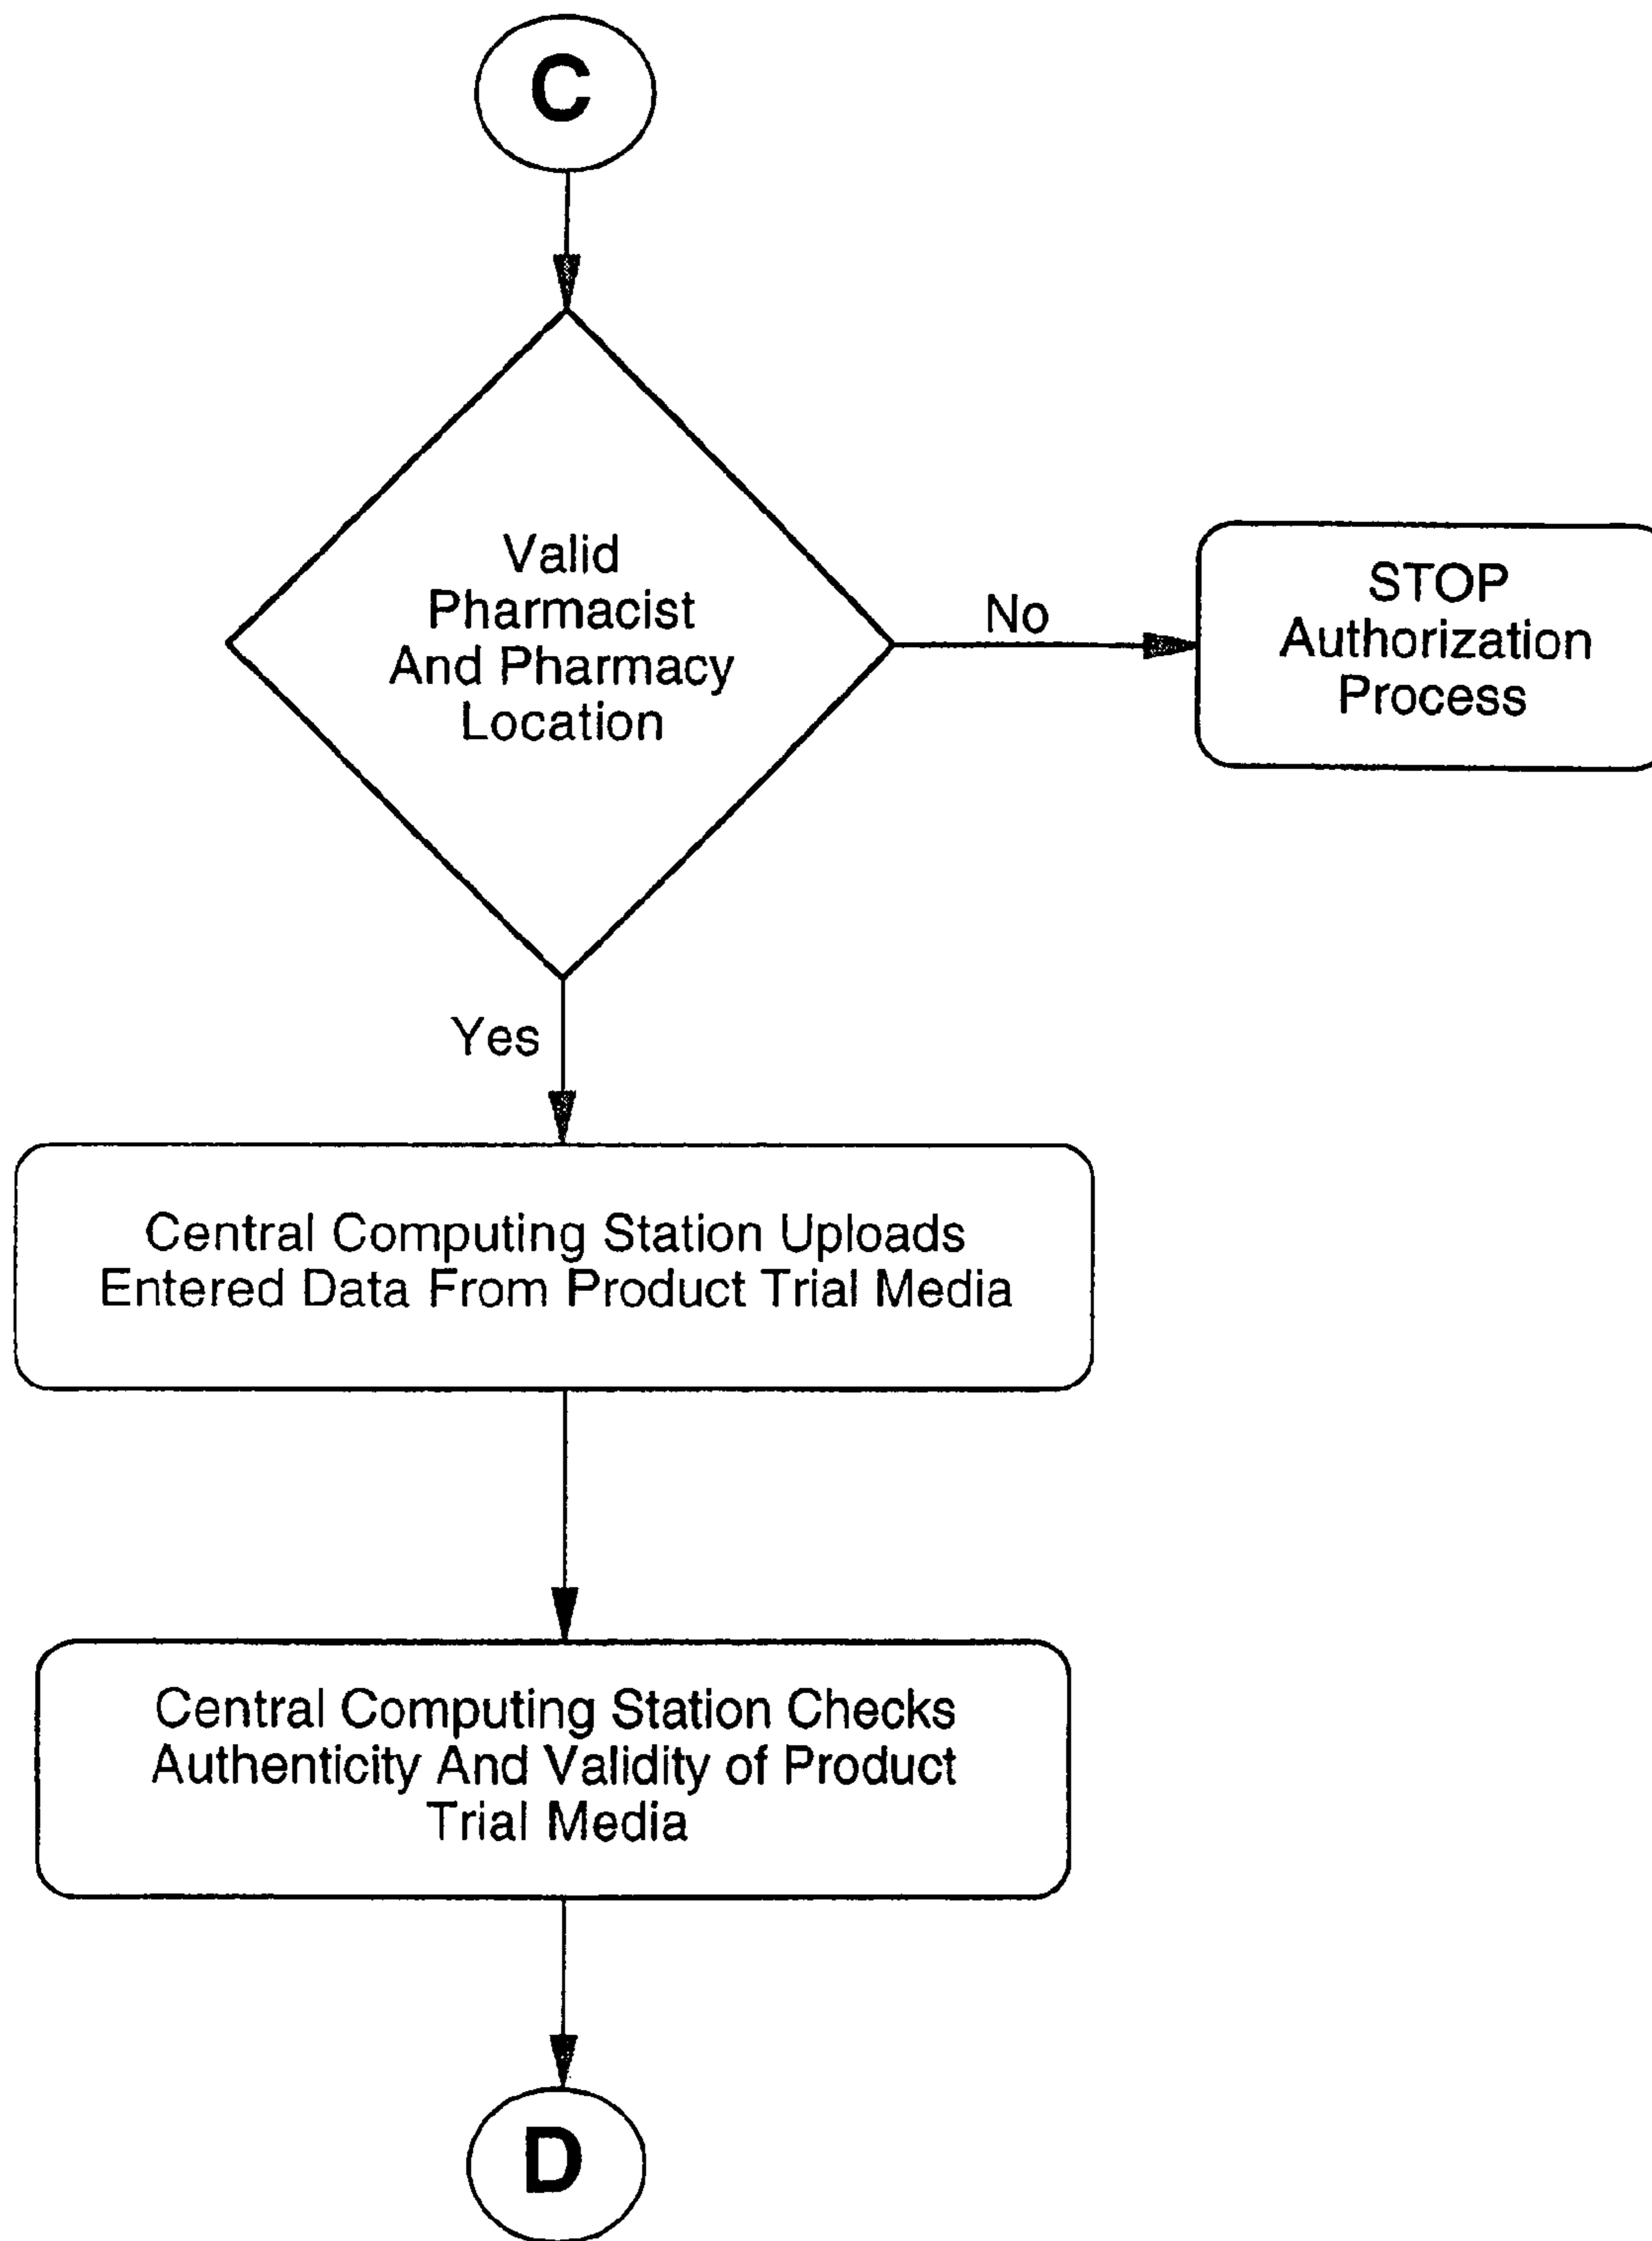 C
Valid
Pharmacist
And Pharmacy
Location
No
STOP
Authorization
Process
Yes
Central Computing Station Uploads
Entered Data From Product Trial Media
Central Computing Station Checks
Authenticity And Validity of Product
Trial Media
D